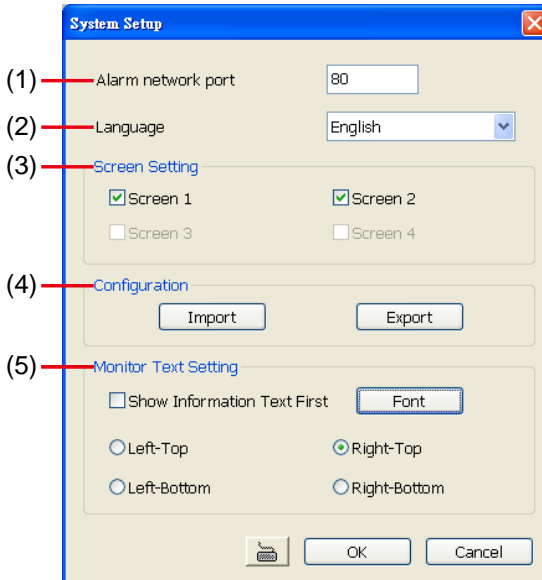 System Setup
(1) Alarm network port 80
(2) Language English
(3) Screen Setting
Screen 1 Screen 2
Screen 3 Screen 4
(4) Configuration
Import Export
(5) Monitor Text Setting
Show Information Text First Font
Left-Top Right-Top
Left-Bottom Right-Bottom
OK Cancel